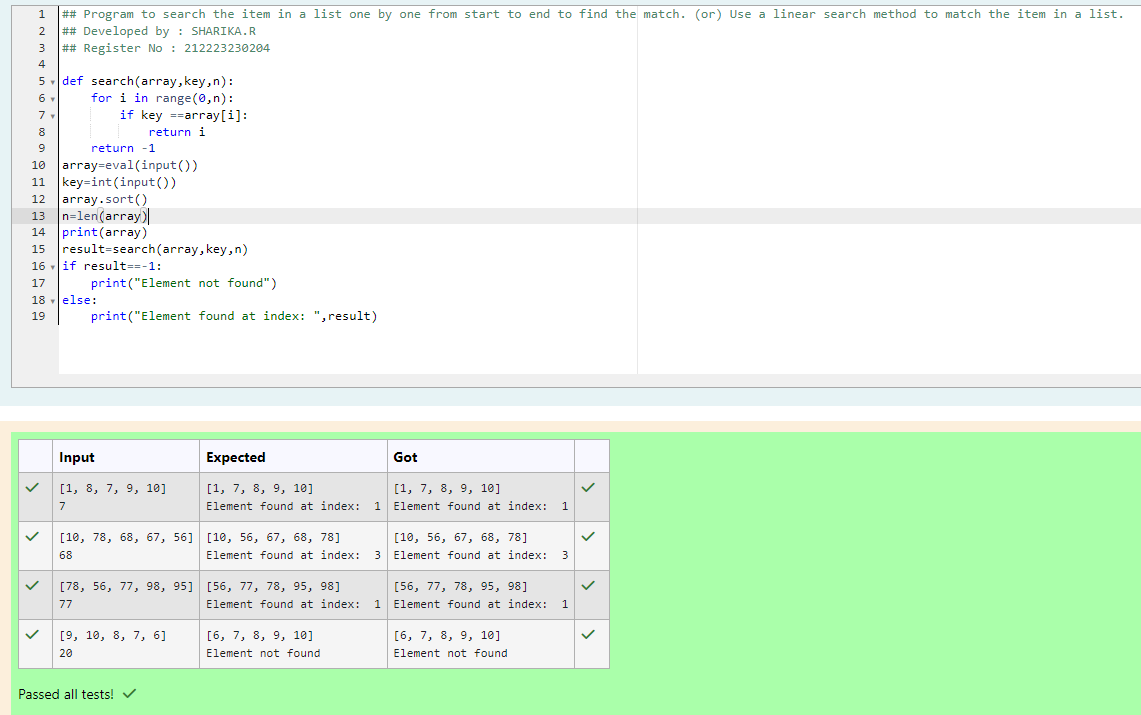 1 ## Program to search the item in a list one by one from start to end to find the match. (or) Use a linear search method to match the item in a list.
2 ## Developed by : SHARIKA.R
3 ## Register No : 212223230204
4
5 def search(array,key,n):
6     for i in range(0,n):
7         if key ==array[i]:
8             return i
9     return -1
10 array=eval(input())
11 key=int(input())
12 array.sort()
13 n=len(array)
14 print(array)
15 result=search(array,key,n)
16 if result==-1:
17     print("Element not found")
18 else:
19     print("Element found at index: ",result)
Input Expected Got
[1, 8, 7, 9, 10] [1, 7, 8, 9, 10] [1, 7, 8, 9, 10]
7 Element found at index:  1 Element found at index:  1
[10, 78, 68, 67, 56] [10, 56, 67, 68, 78] [10, 56, 67, 68, 78]
68 Element found at index:  3 Element found at index:  3
[78, 56, 77, 98, 95] [56, 77, 78, 95, 98] [56, 77, 78, 95, 98]
77 Element found at index:  1 Element found at index:  1
[9, 10, 8, 7, 6] [6, 7, 8, 9, 10] [6, 7, 8, 9, 10]
20 Element not found Element not found
Passed all tests!